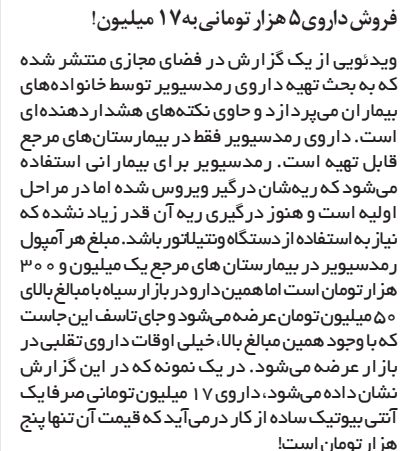 فروش داروی ۵ هزار تومانی به ۱۷ میلیون!
ویدئویی از یک گزارش در فضای مجازی منتشر شده
که به بحث تهیه داروی رمدسیویر توسط خانواده‌های
بیماران می‌پردازد و حاوی نکته‌های هشداردهنده‌ای
است. داروی رمدسیویر فقط در بیمارستان‌های مرجع
قابل تهیه است. رمدسیویر برای بیمارانی استفاده
می‌شود که ریه‌شان درگیر ویروس شده اما در مراحل
اولیه است و هنوز درگیری ریه آن قدر زیاد نشده که
نیاز به استفاده از دستگاه ونتیلاتور باشد. مبلغ هر آمپول
رمدسیویر در بیمارستان های مرجع یک میلیون و ۳۰۰
هزار تومان است اما همین دارو در بازار سیاه با مبالغ بالای
۵۰ میلیون تومان عرضه می‌شود و جای تاسف این جاست
که با وجود همین مبالغ بالا، خیلی اوقات داروی تقلبی در
بازار عرضه می‌شود. در یک نمونه که در این گزارش
نشان داده می‌شود، داروی ۱۷ میلیون تومانی صرفا یک
آنتی بیوتیک ساده از کار درمی‌آید که قیمت آن تنها پنج
هزار تومان است!